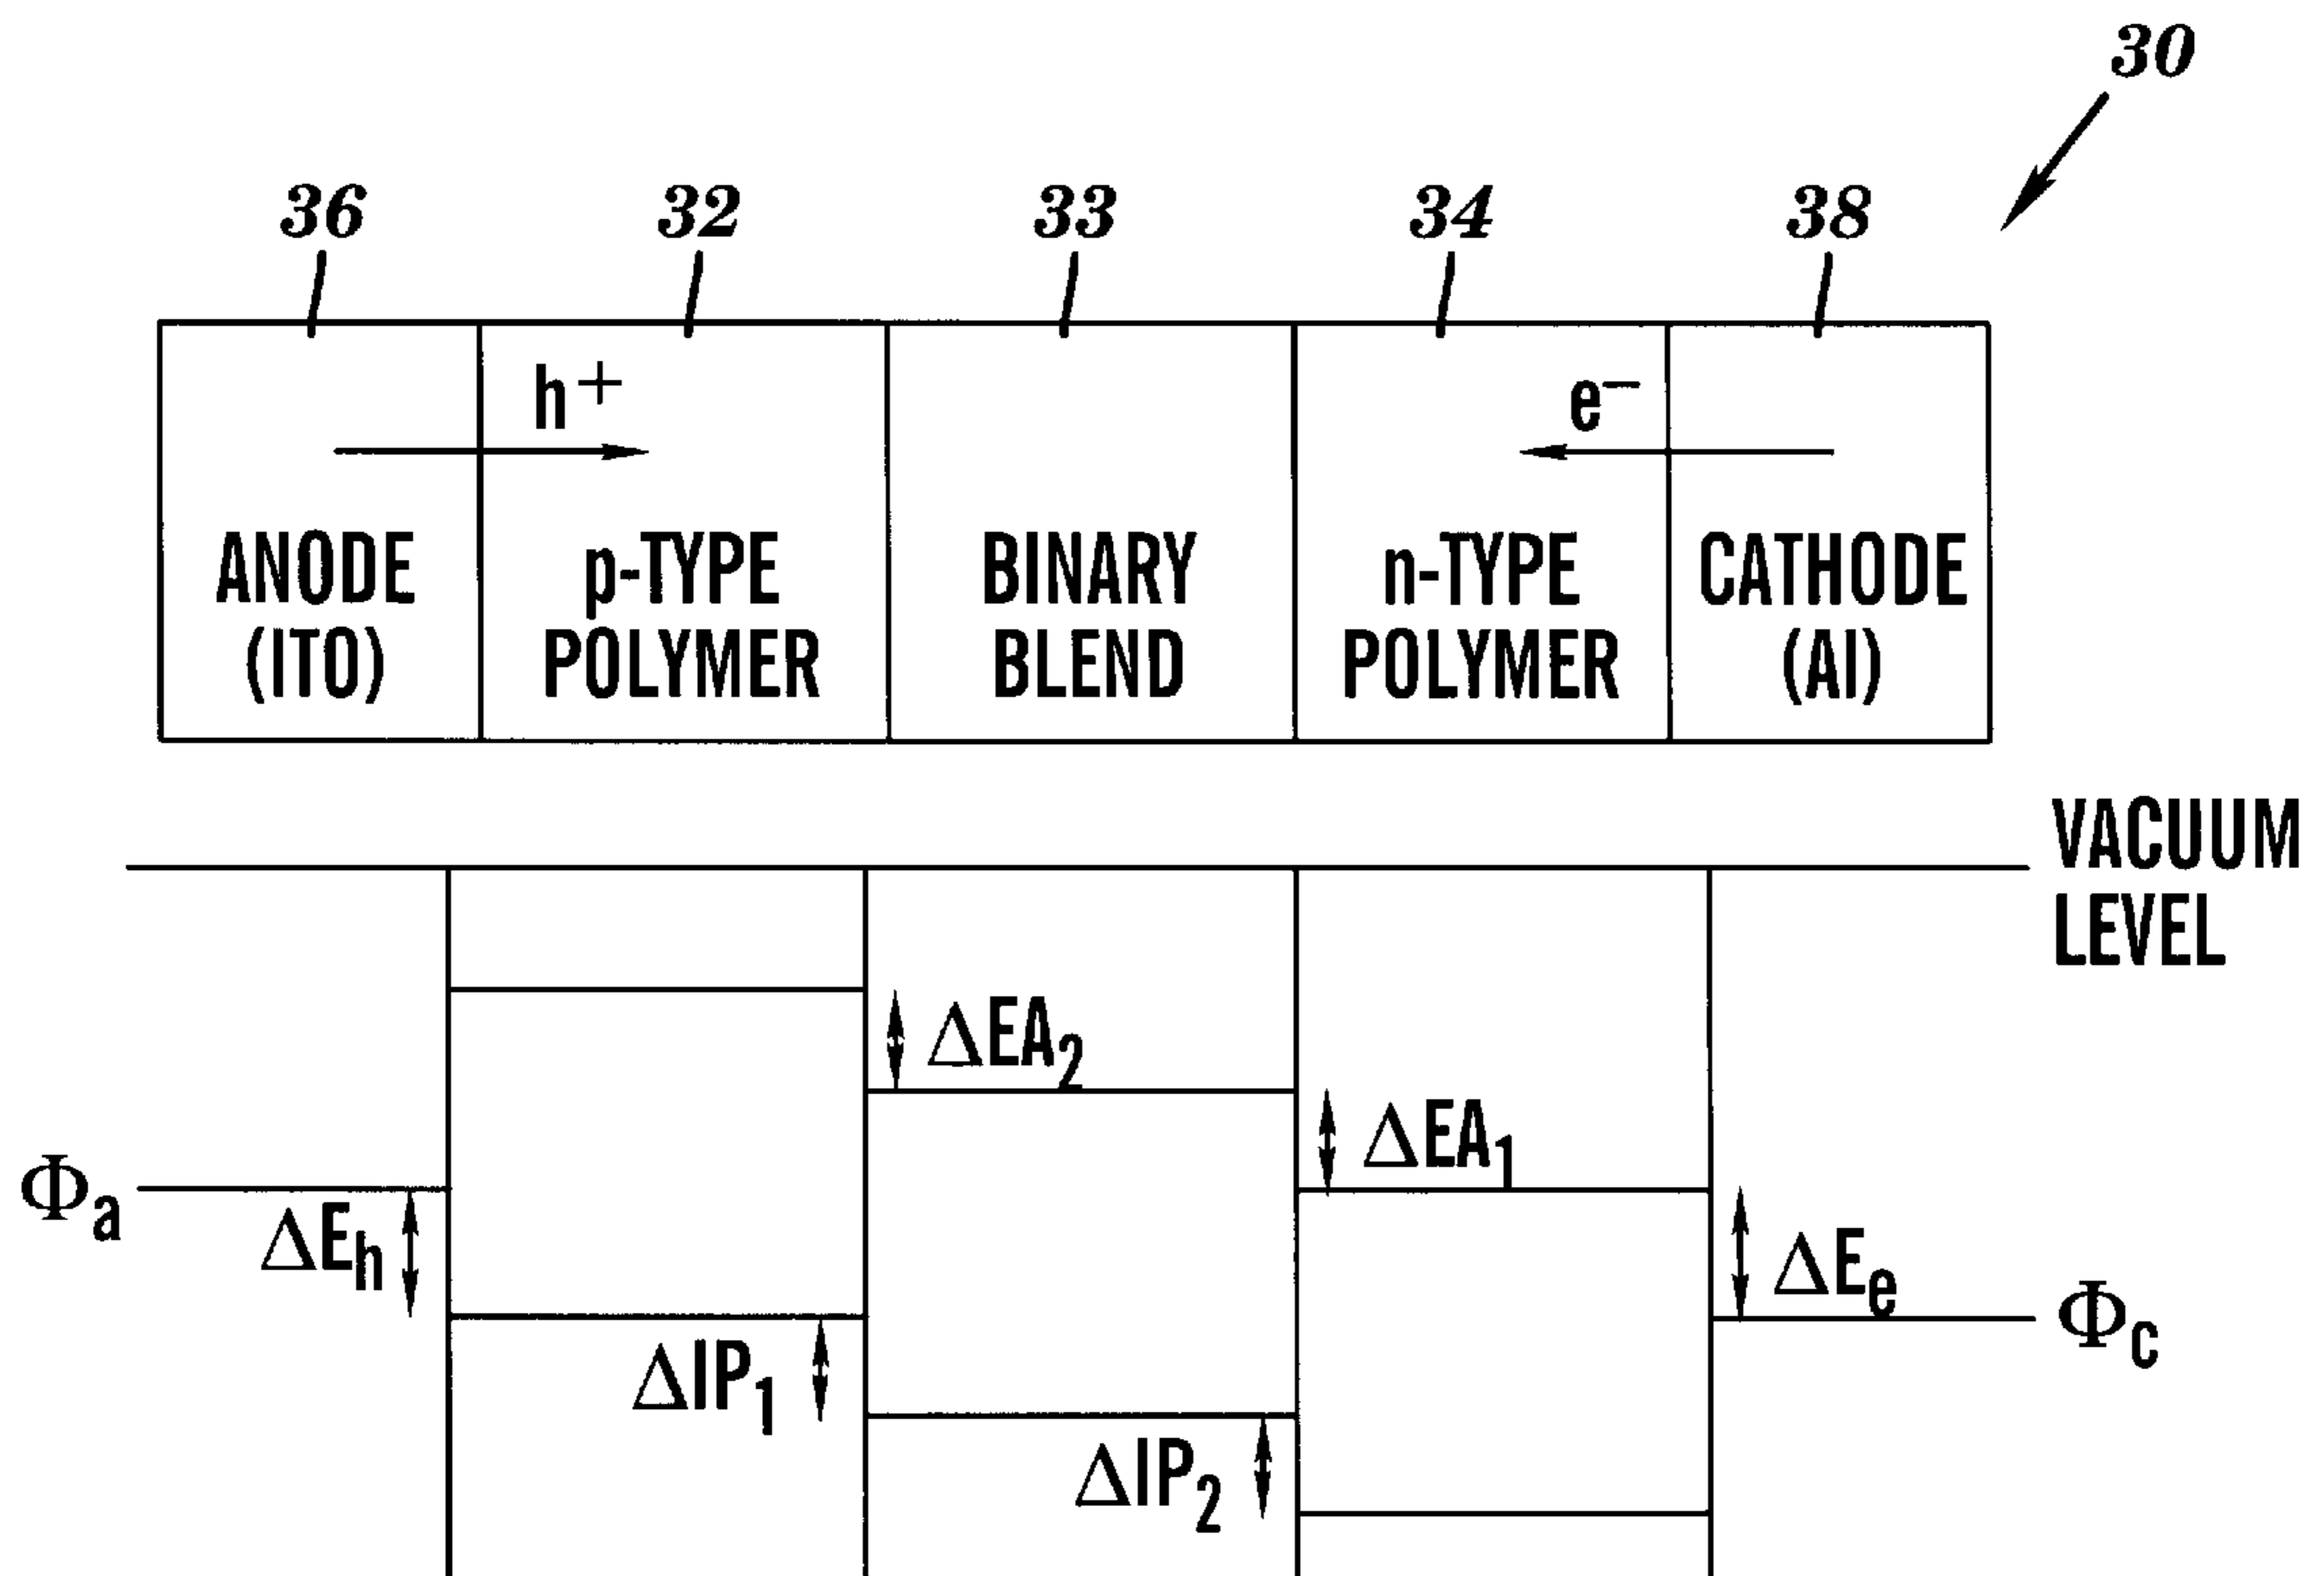 30
36 32 33 34 38
h+ e−
ANODE (ITO)
p-TYPE POLYMER
BINARY BLEND
n-TYPE POLYMER
CATHODE (Al)
VACUUM LEVEL
ΔEA2
ΔEA1
Φa
ΔEh
ΔEe
Φc
ΔIP1
ΔIP2